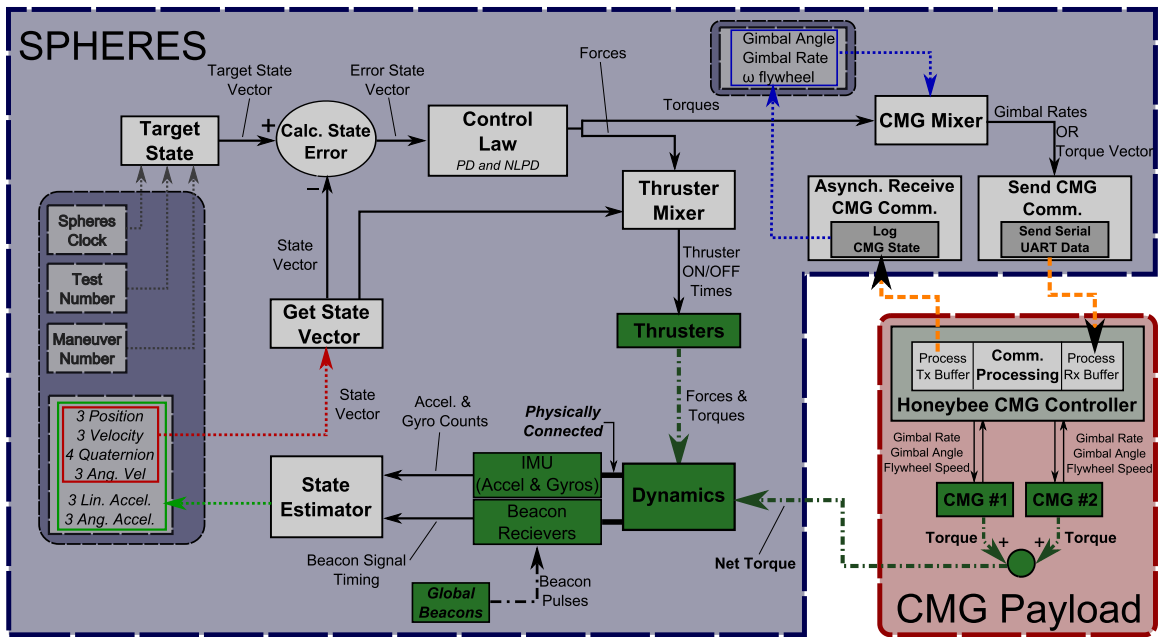 SPHERES
Target State
Vector
Error State
Vector
Forces
Gimbal Angle
Gimbal Rate
ω flywheel
Torques
CMG Mixer
Gimbal Rates
OR
Torque Vector
Target
State
+
Calc. State
Error
−
Control
Law
PD and NLPD
Thruster
Mixer
Asynch. Receive
CMG Comm.
Log
CMG State
Send CMG
Comm.
Send Serial
UART Data
Spheres
Clock
Test
Number
Maneuver
Number
State
Vector
Get State
Vector
Thruster
ON/OFF
Times
Thrusters
State
Vector
3 Position
3 Velocity
4 Quaternion
3 Ang. Vel
3 Lin. Accel.
3 Ang. Accel.
Accel. &
Gyro Counts
Physically
Connected
Forces &
Torques
State
Estimator
IMU
(Accel & Gyros)
Beacon
Recievers
Dynamics
Beacon Signal
Timing
Global
Beacons
Beacon
Pulses
Net Torque
Process
Tx Buffer
Comm.
Processing
Process
Rx Buffer
Honeybee CMG Controller
Gimbal Rate
Gimbal Angle
Flywheel Speed
Gimbal Rate
Gimbal Angle
Flywheel Speed
CMG #1
CMG #2
Torque
+
+
Torque
CMG Payload